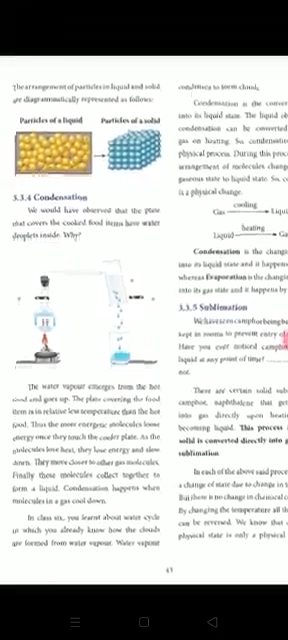 The arrangement of particles in liquid and solid
are diagrammatically represented as follows:
Particles of a liquid Particles of a solid
3.3.4 Condensation
We would have observed that the plate
that covers the cooked food items have water
droplets inside. Why?
The water vapour emerges from the hot
food and goes up. The plate covering the food
item is in relative less temperature than the hot
food. Thus the more energetic molecules loose
energy once they touch the cooler plate. As the
molecules lose heat, they lose energy and slow
down. They move closer to other gas molecules.
Finally these molecules collect together to
form a liquid. Condensation happens when
molecules in a gas cool down.
In class six, you learnt about water cycle
in which you already know how the clouds
are formed from water vapour. Water vapour
condenses to form clouds.
Condensation is the conver
into its liquid state. The liquid ob
condensation can be converted
gas on heating. So, condensation
physical process. During this proc
arrangement of molecules chang
gaseous state to liquid state. So, c
is a physical change.
cooling
Gas Liqui
heating
Liquid Ga
Condensation is the chang
into its liquid state and it happens
whereas Evaporation is the changi
into its gas state and it happens by
3.3.5 Sublimation
We have seen camphor being be
kept in rooms to prevent entry of
Have you ever noticed campho
liquid at any point of time?
not.
There are certain solid sub
camphor, naphthalene that get
into gas directly upon heati
becoming liquid. This process
solid is converted directly into g
sublimation
In each of the above said proce
a change of state due to change in t
But there is no change in chemical c
By changing the temperature all th
can be reversed. We know that
physical state is only a physical
43